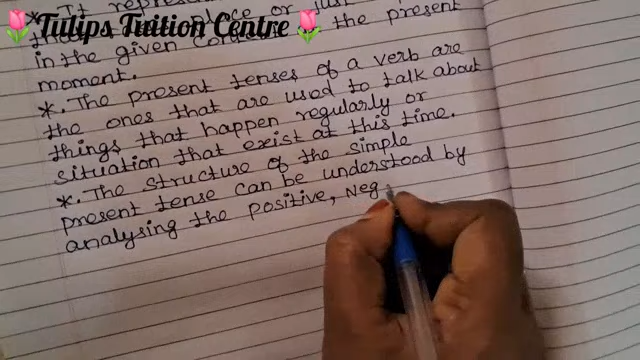 *. It
🌷Tulips Tuition Centre🌷
in the given the present
moment.
*. The present tenses of a verb are
the ones that are used to talk about
things that happen regularly or
situation that exist at this time.
*. The structure of the simple
present tense can be understood by
analysing the positive, Neg